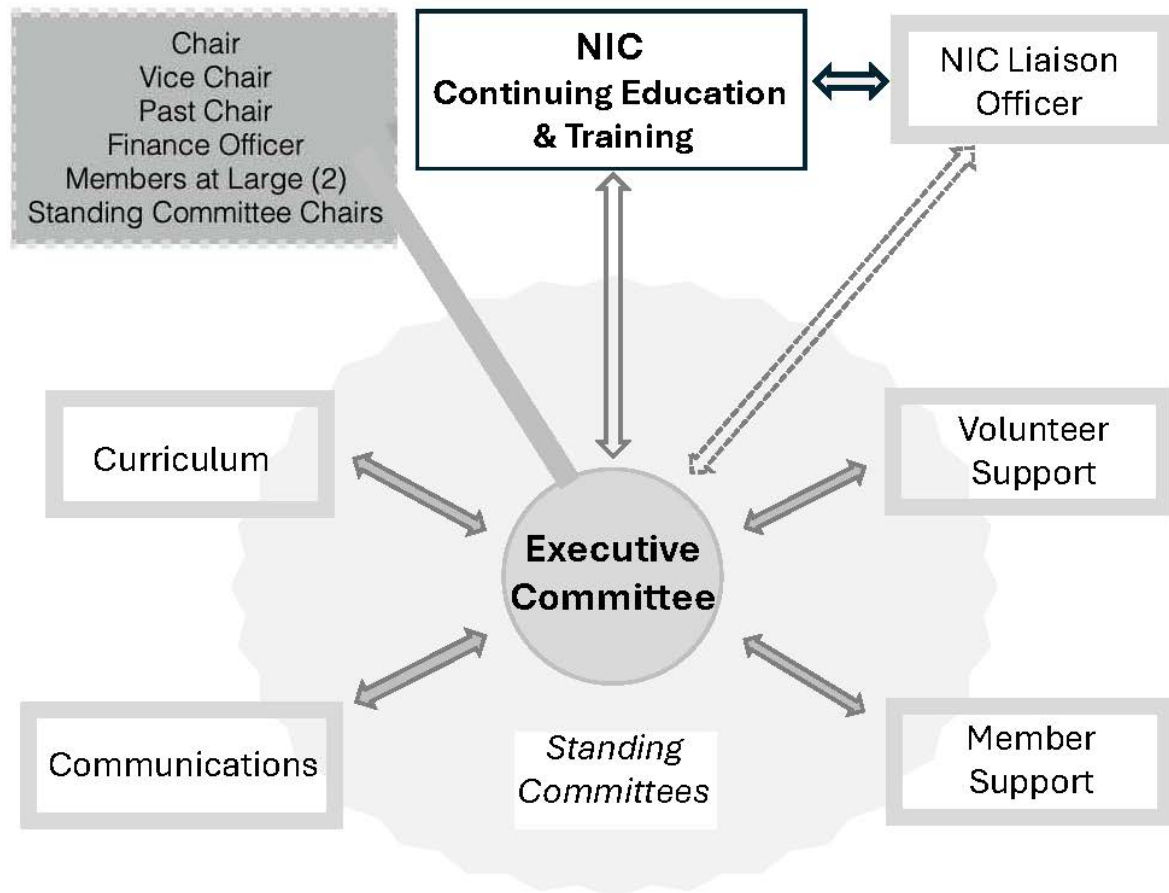 Chair
Vice Chair
Past Chair
Finance Officer
Members at Large (2)
Standing Committee Chairs
NIC
Continuing Education
& Training
NIC Liaison
Officer
Curriculum
Volunteer
Support
Executive
Committee
Communications
Standing
Committees
Member
Support